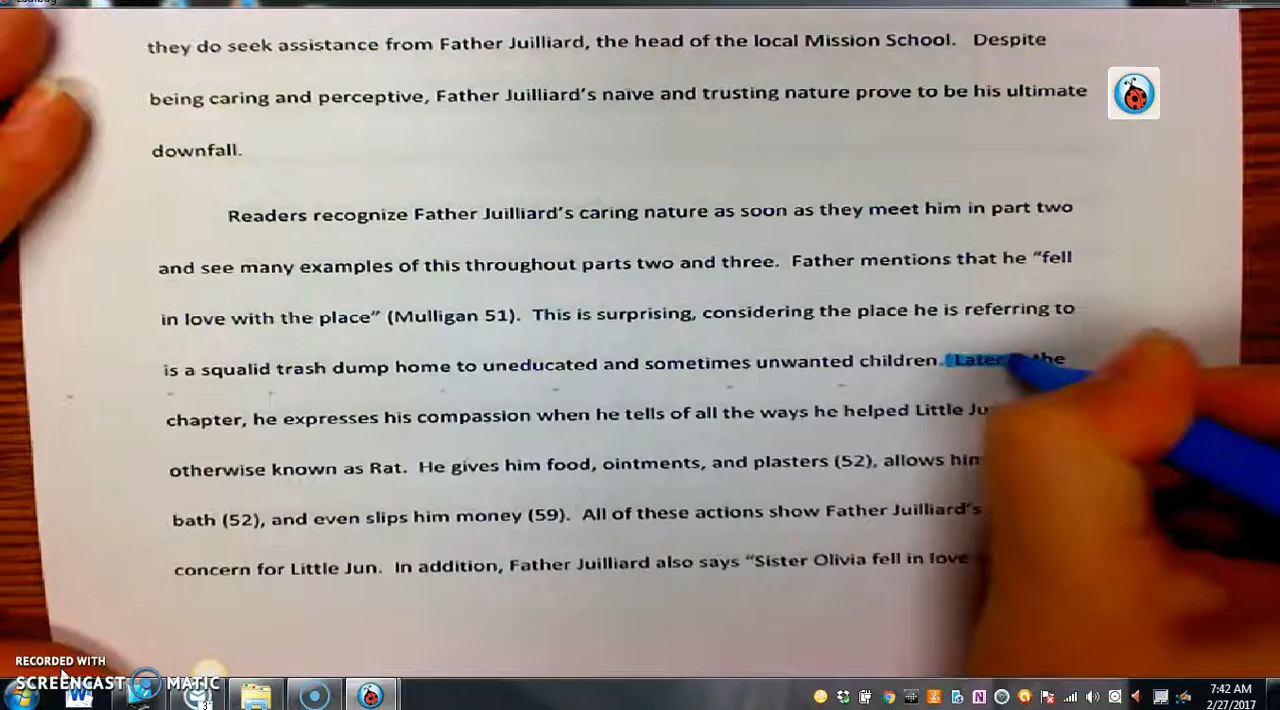 they do seek assistance from Father Juilliard, the head of the local Mission School. Despite
being caring and perceptive, Father Juilliard's naive and trusting nature prove to be his ultimate
downfall.
Readers recognize Father Juilliard's caring nature as soon as they meet him in part two
and see many examples of this throughout parts two and three. Father mentions that he "fell
in love with the place" (Mulligan 51). This is surprising, considering the place he is referring to
is a squalid trash dump home to uneducated and sometimes unwanted children. Later the
chapter, he expresses his compassion when he tells of all the ways he helped Little
otherwise known as Rat. He gives him food, ointments, and plasters (52), allows him
bath (52), and even slips him money (59). All of these actions show Father Juilliard's
concern for Little Jun. In addition, Father Juilliard also says "Sister Olivia fell in love
RECORDED WITH
SCREENCAST MATIC
7:42 AM
2/27/2017